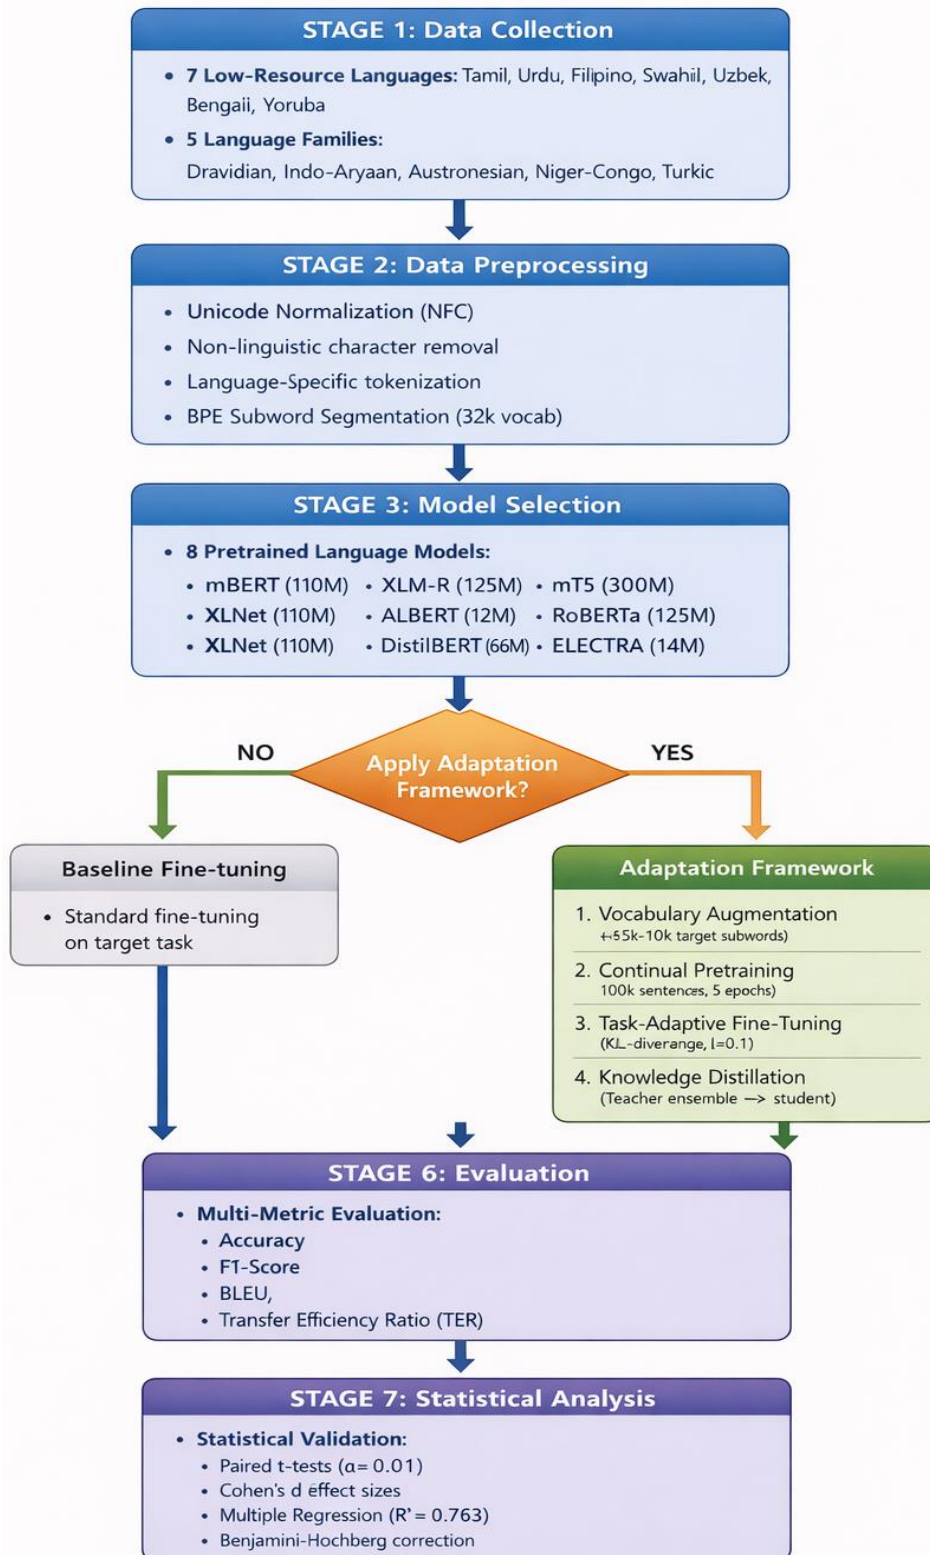 STAGE 1: Data Collection
• 7 Low-Resource Languages: Tamil, Urdu, Filipino, Swahil, Uzbek,
Bengaii, Yoruba
• 5 Language Families:
Dravidian, Indo-Aryaan, Austronesian, Niger-Congo, Turkic
STAGE 2: Data Preprocessing
• Unicode Normalization (NFC)
• Non-linguistic character removal
• Language-Specific tokenization
• BPE Subword Segmentation (32k vocab)
STAGE 3: Model Selection
• 8 Pretrained Language Models:
• mBERT (110M) • XLM-R (125M) • mT5 (300M)
• XLNet (110M) • ALBERT (12M) • RoBERTa (125M)
• XLNet (110M) • DistilBERT (66M) • ELECTRA (14M)
Apply Adaptation
Framework?
NO
YES
Baseline Fine-tuning
• Standard fine-tuning
on target task
Adaptation Framework
1. Vocabulary Augmentation
target subwords)
2. Continual Pretraining
100k sentences, 5 epochs)
3. Task-Adaptive Fine-Tuning
4. Knowledge Distillation
(Teacher ensemble —> student)
STAGE 6: Evaluation
• Multi-Metric Evaluation:
• Accuracy
• F1-Score
• BLEU,
• Transfer Efficiency Ratio (TER)
STAGE 7: Statistical Analysis
• Statistical Validation:
• Paired t-tests (α= 0.01)
• Cohen's d effect sizes
• Multiple Regression (R' = 0.763)
• Benjamini-Hochberg correction